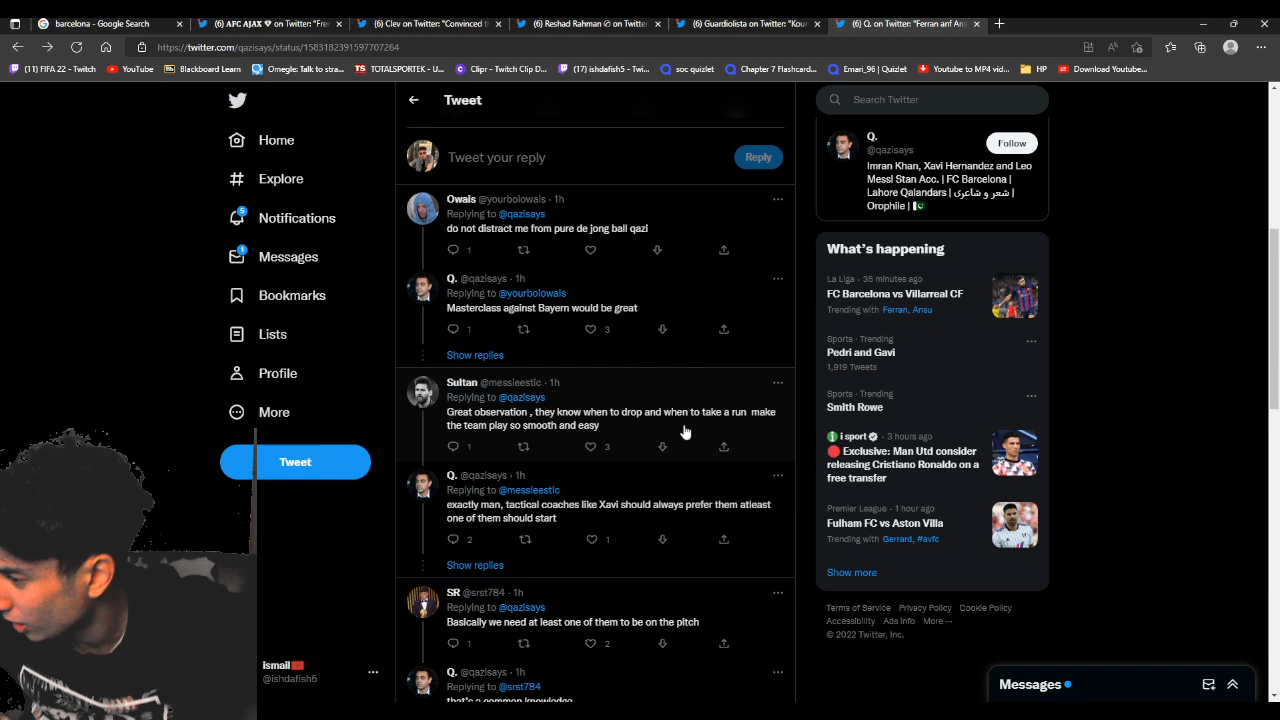 barcelona - Google Search
(6) AFC AJAX on Twitter: "Fren
(6) Clev on Twitter: "Convinced t
(6) Reshad Rahman on Twitter
(6) Guardiolista on Twitter: "Kou
(6) Q. on Twitter: "Ferran anf Ans
https://twitter.com/qazisays/status/1583182391597707264
(11) FIFA 22 - Twitch
YouTube
Blackboard Learn
Omegle: Talk to stra...
TOTALSPORTEK - U...
Clipr - Twitch Clip D...
(17) ishdafish5 - Twi...
soc quizlet
Chapter 7 Flashcard...
Emari_96 | Quizlet
Youtube to MP4 vid...
HP
Download Youtube...
Home
Explore
5
Notifications
1
Messages
Bookmarks
Lists
Profile
More
Tweet
ismail
@ishdafish5
Tweet
Tweet your reply
Reply
Owais @yourbolowais · 1h
Replying to @qazisays
do not distract me from pure de jong ball qazi
1
Q. @qazisays · 1h
Replying to @yourbolowais
Masterclass against Bayern would be great
1 3
Show replies
Sultan @messieestic · 1h
Replying to @qazisays
Great observation , they know when to drop and when to take a run make
the team play so smooth and easy
1 3
Q. @qazisays · 1h
Replying to @messieestic
exactly man, tactical coaches like Xavi should always prefer them atleast
one of them should start
2 1
Show replies
SR @srst784 · 1h
Replying to @qazisays
Basically we need at least one of them to be on the pitch
1 2
Q. @qazisays · 1h
Replying to @srst784
that's a common knowledge
Search Twitter
Q.
@qazisays
Follow
Imran Khan, Xavi Hernandez and Leo
Messi Stan Acc. | FC Barcelona |
Lahore Qalandars | شعر و شاعری |
Orophile |
What's happening
La Liga · 35 minutes ago
FC Barcelona vs Villarreal CF
Trending with Ferran, Ansu
Sports · Trending
Pedri and Gavi
1,919 Tweets
Sports · Trending
Smith Rowe
i sport · 3 hours ago
Exclusive: Man Utd consider
releasing Cristiano Ronaldo on a
free transfer
Premier League · 1 hour ago
Fulham FC vs Aston Villa
Trending with Gerrard, #avfc
Show more
Terms of Service Privacy Policy Cookie Policy
Accessibility Ads info More ...
© 2022 Twitter, Inc.
Messages